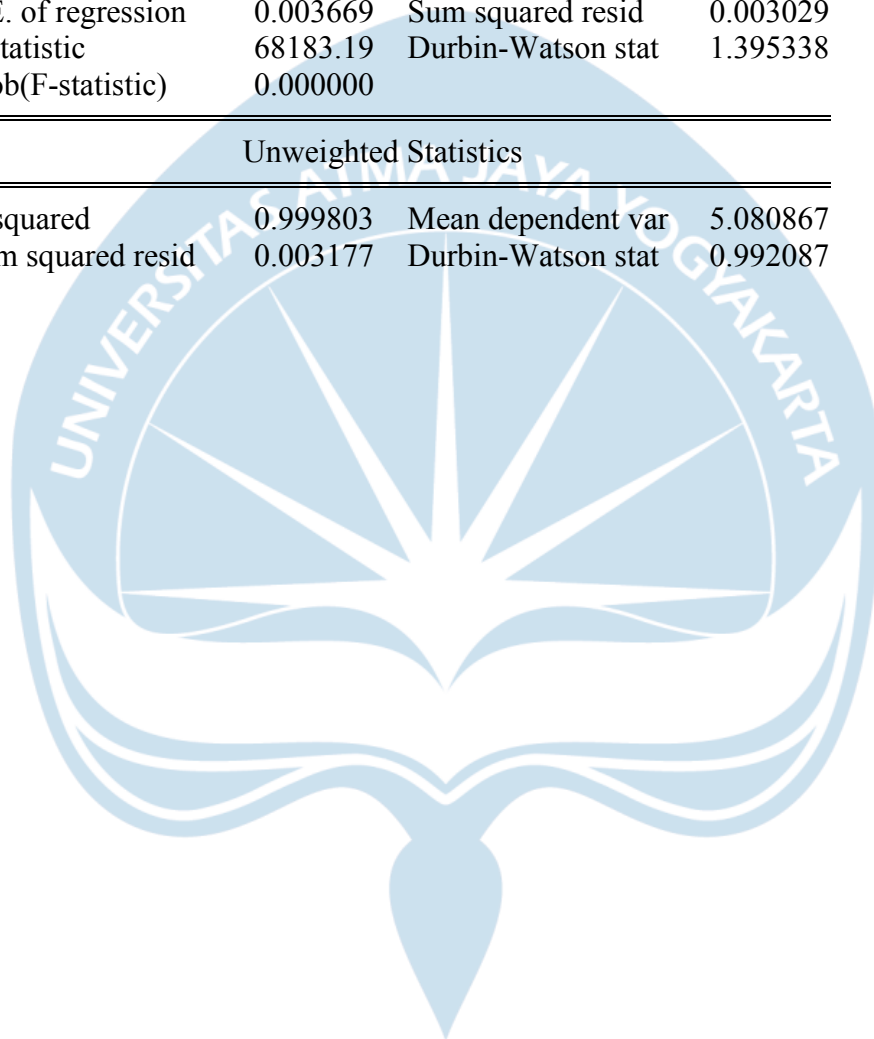 E. of regression 0.003669 Sum squared resid 0.003029
tatistic 68183.19 Durbin-Watson stat 1.395338
ob(F-statistic) 0.000000
Unweighted Statistics
squared 0.999803 Mean dependent var 5.080867
m squared resid 0.003177 Durbin-Watson stat 0.992087
UNIVERSITAS ATMA JAYA YOGYAKARTA